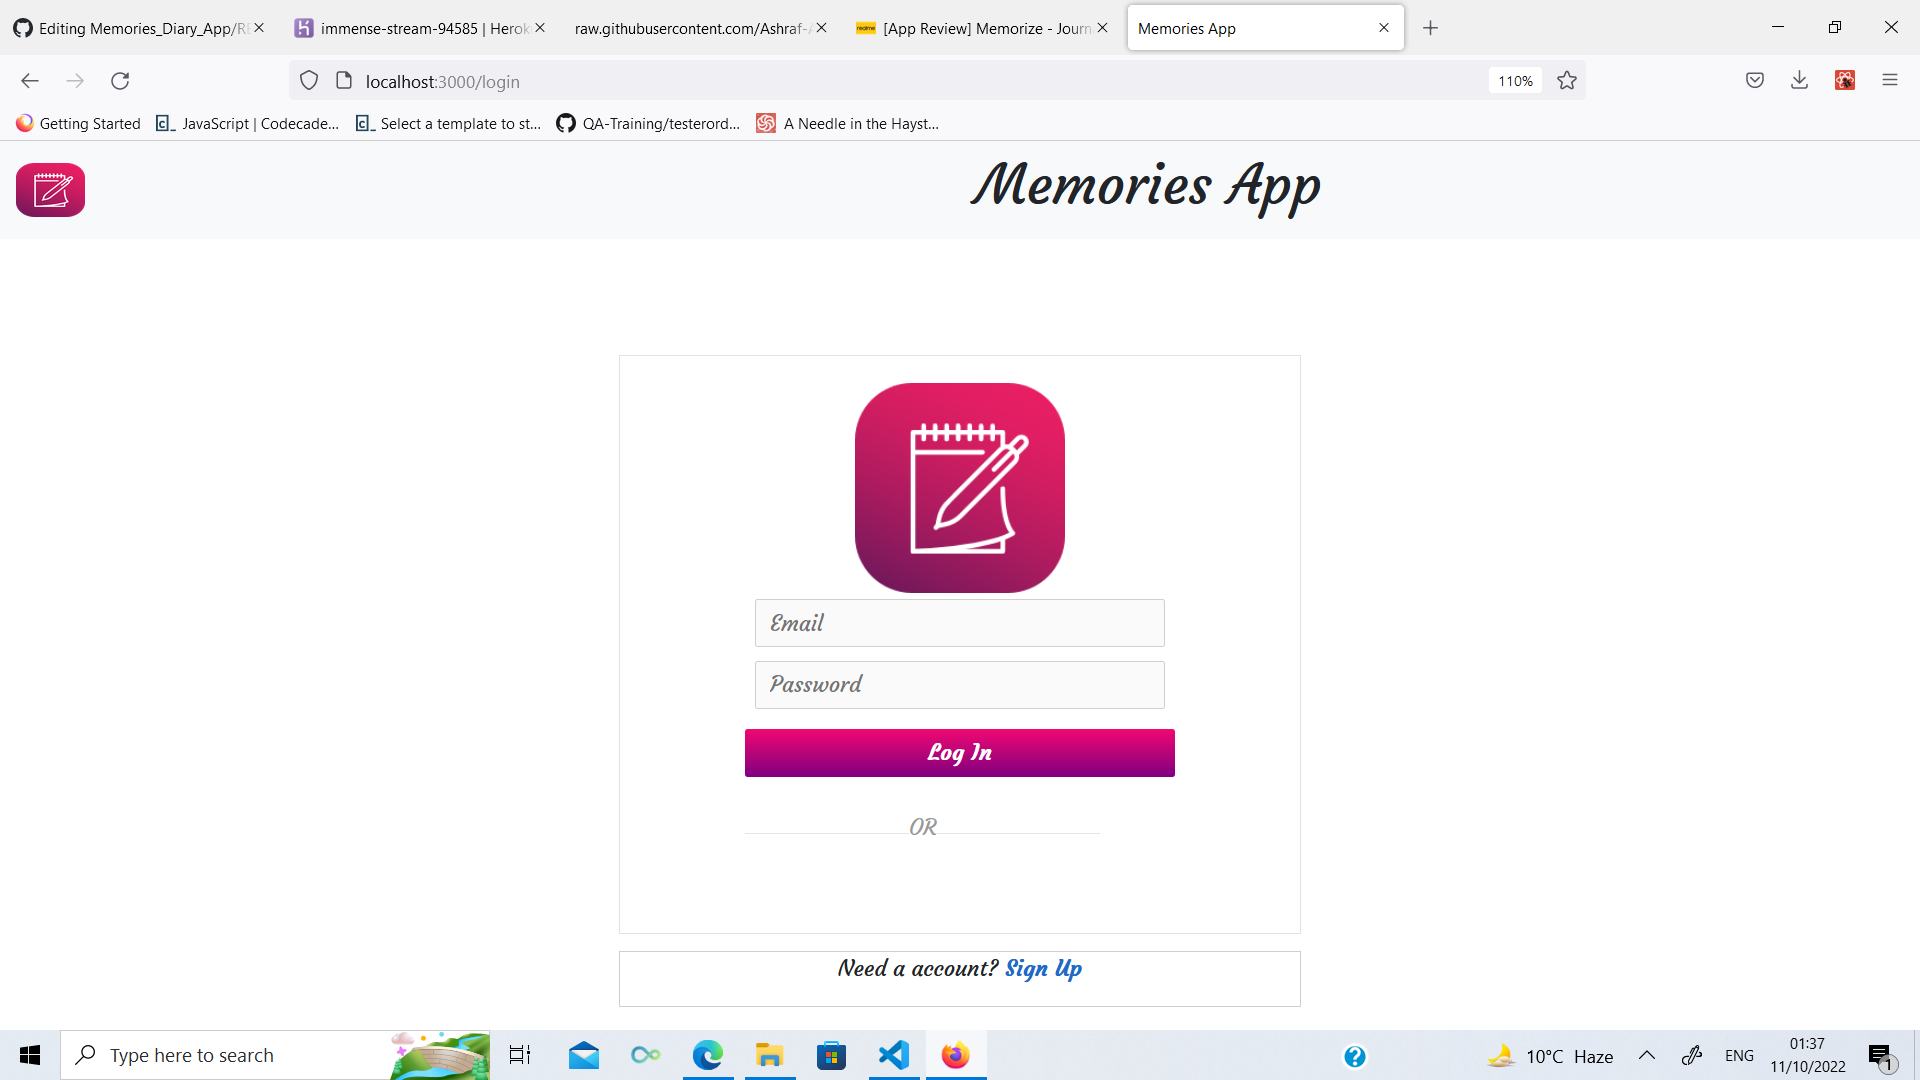 Editing Memories_Diary_App/RE
immense-stream-94585 | Herok
raw.githubusercontent.com/Ashraf-A
[App Review] Memorize - Journ
Memories App
localhost:3000/login
110%
Getting Started
JavaScript | Codecade...
Select a template to st...
QA-Training/testerord...
A Needle in the Hayst...
Memories App
Email
Password
Log In
OR
Need a account? Sign Up
Type here to search
10°C Haze
ENG
01:37
11/10/2022
1